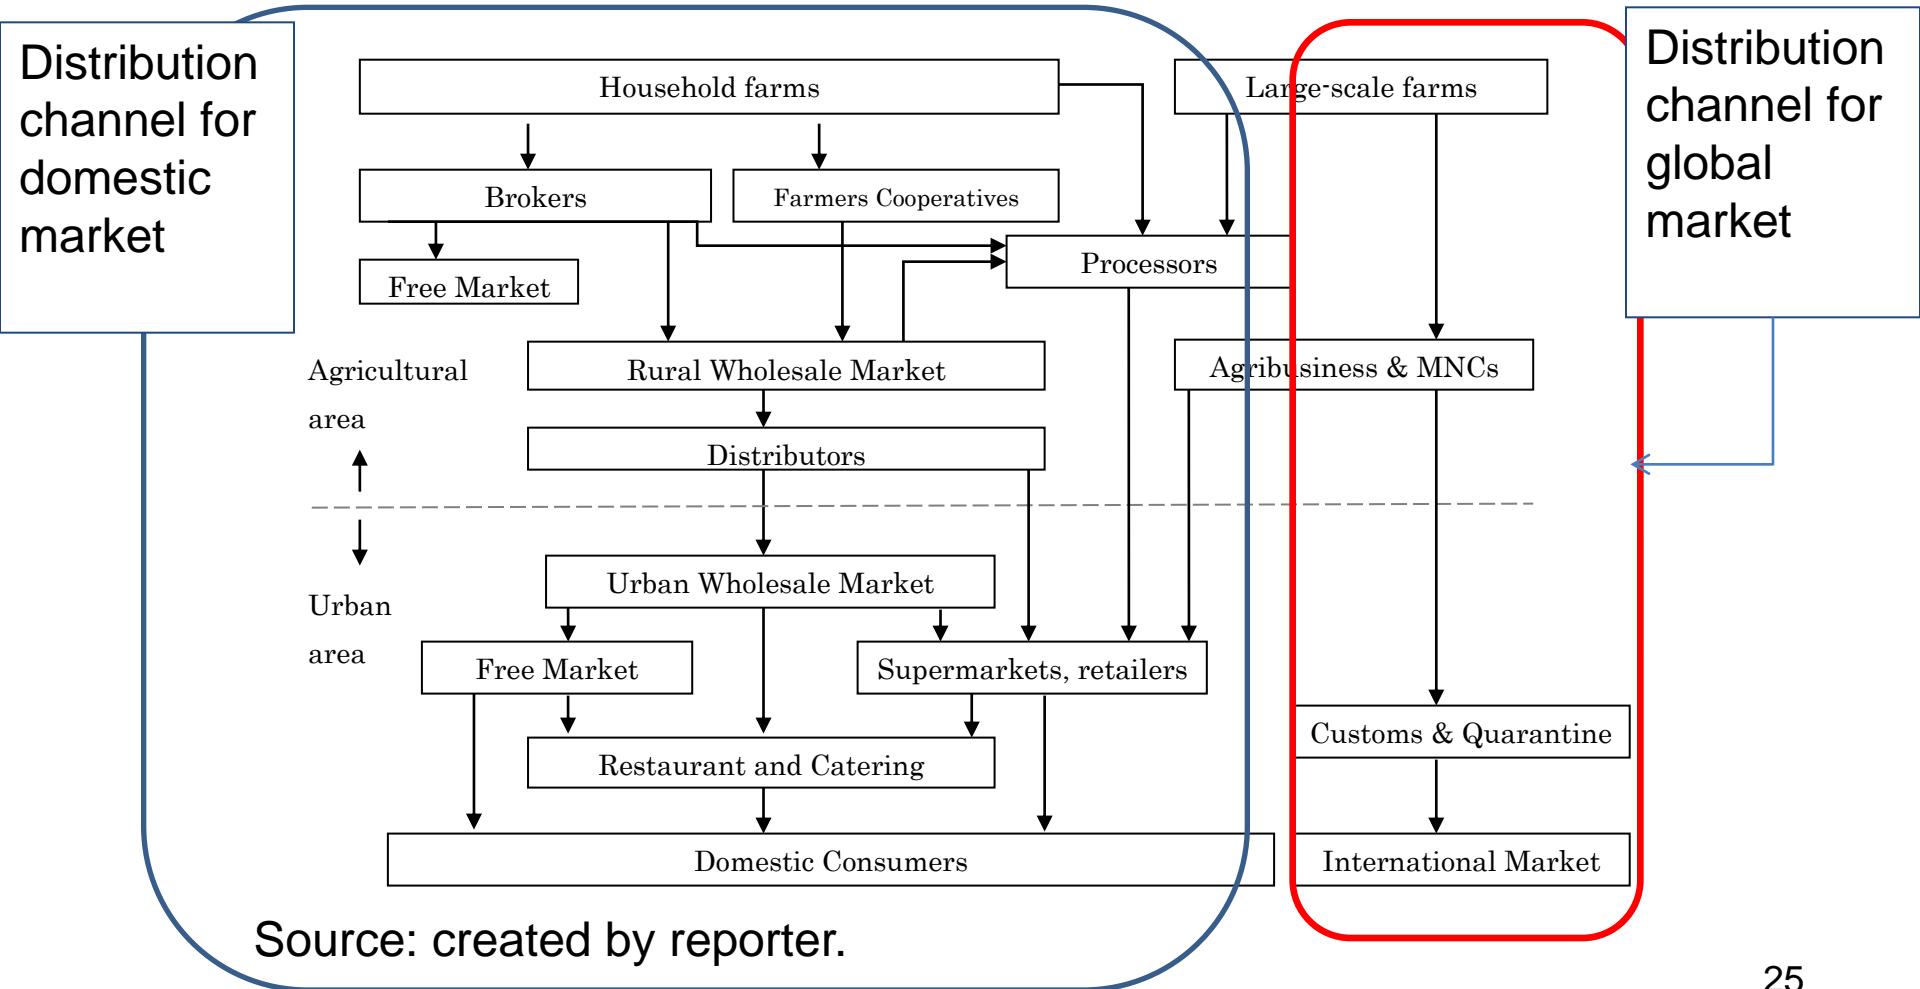 Distribution
channel for
domestic
market
Distribution
channel for
global
market
Household farms
Large-scale farms
Brokers
Farmers Cooperatives
Processors
Free Market
Agricultural
area
Rural Wholesale Market
Agribusiness & MNCs
Distributors
Urban Wholesale Market
Urban
area
Free Market
Supermarkets, retailers
Customs & Quarantine
Restaurant and Catering
Domestic Consumers
International Market
Source: created by reporter.
25